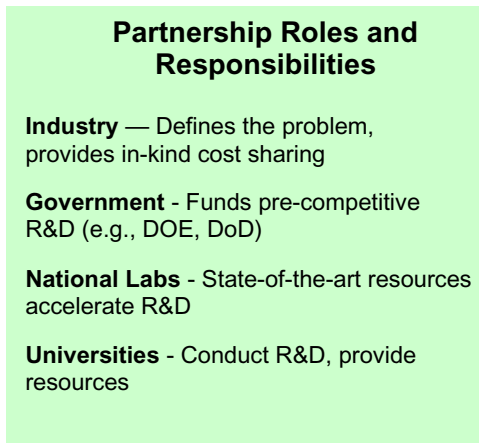 Partnership Roles and
Responsibilities
Industry — Defines the problem,
provides in-kind cost sharing
Government - Funds pre-competitive
R&D (e.g., DOE, DoD)
National Labs - State-of-the-art resources
accelerate R&D
Universities - Conduct R&D, provide
resources